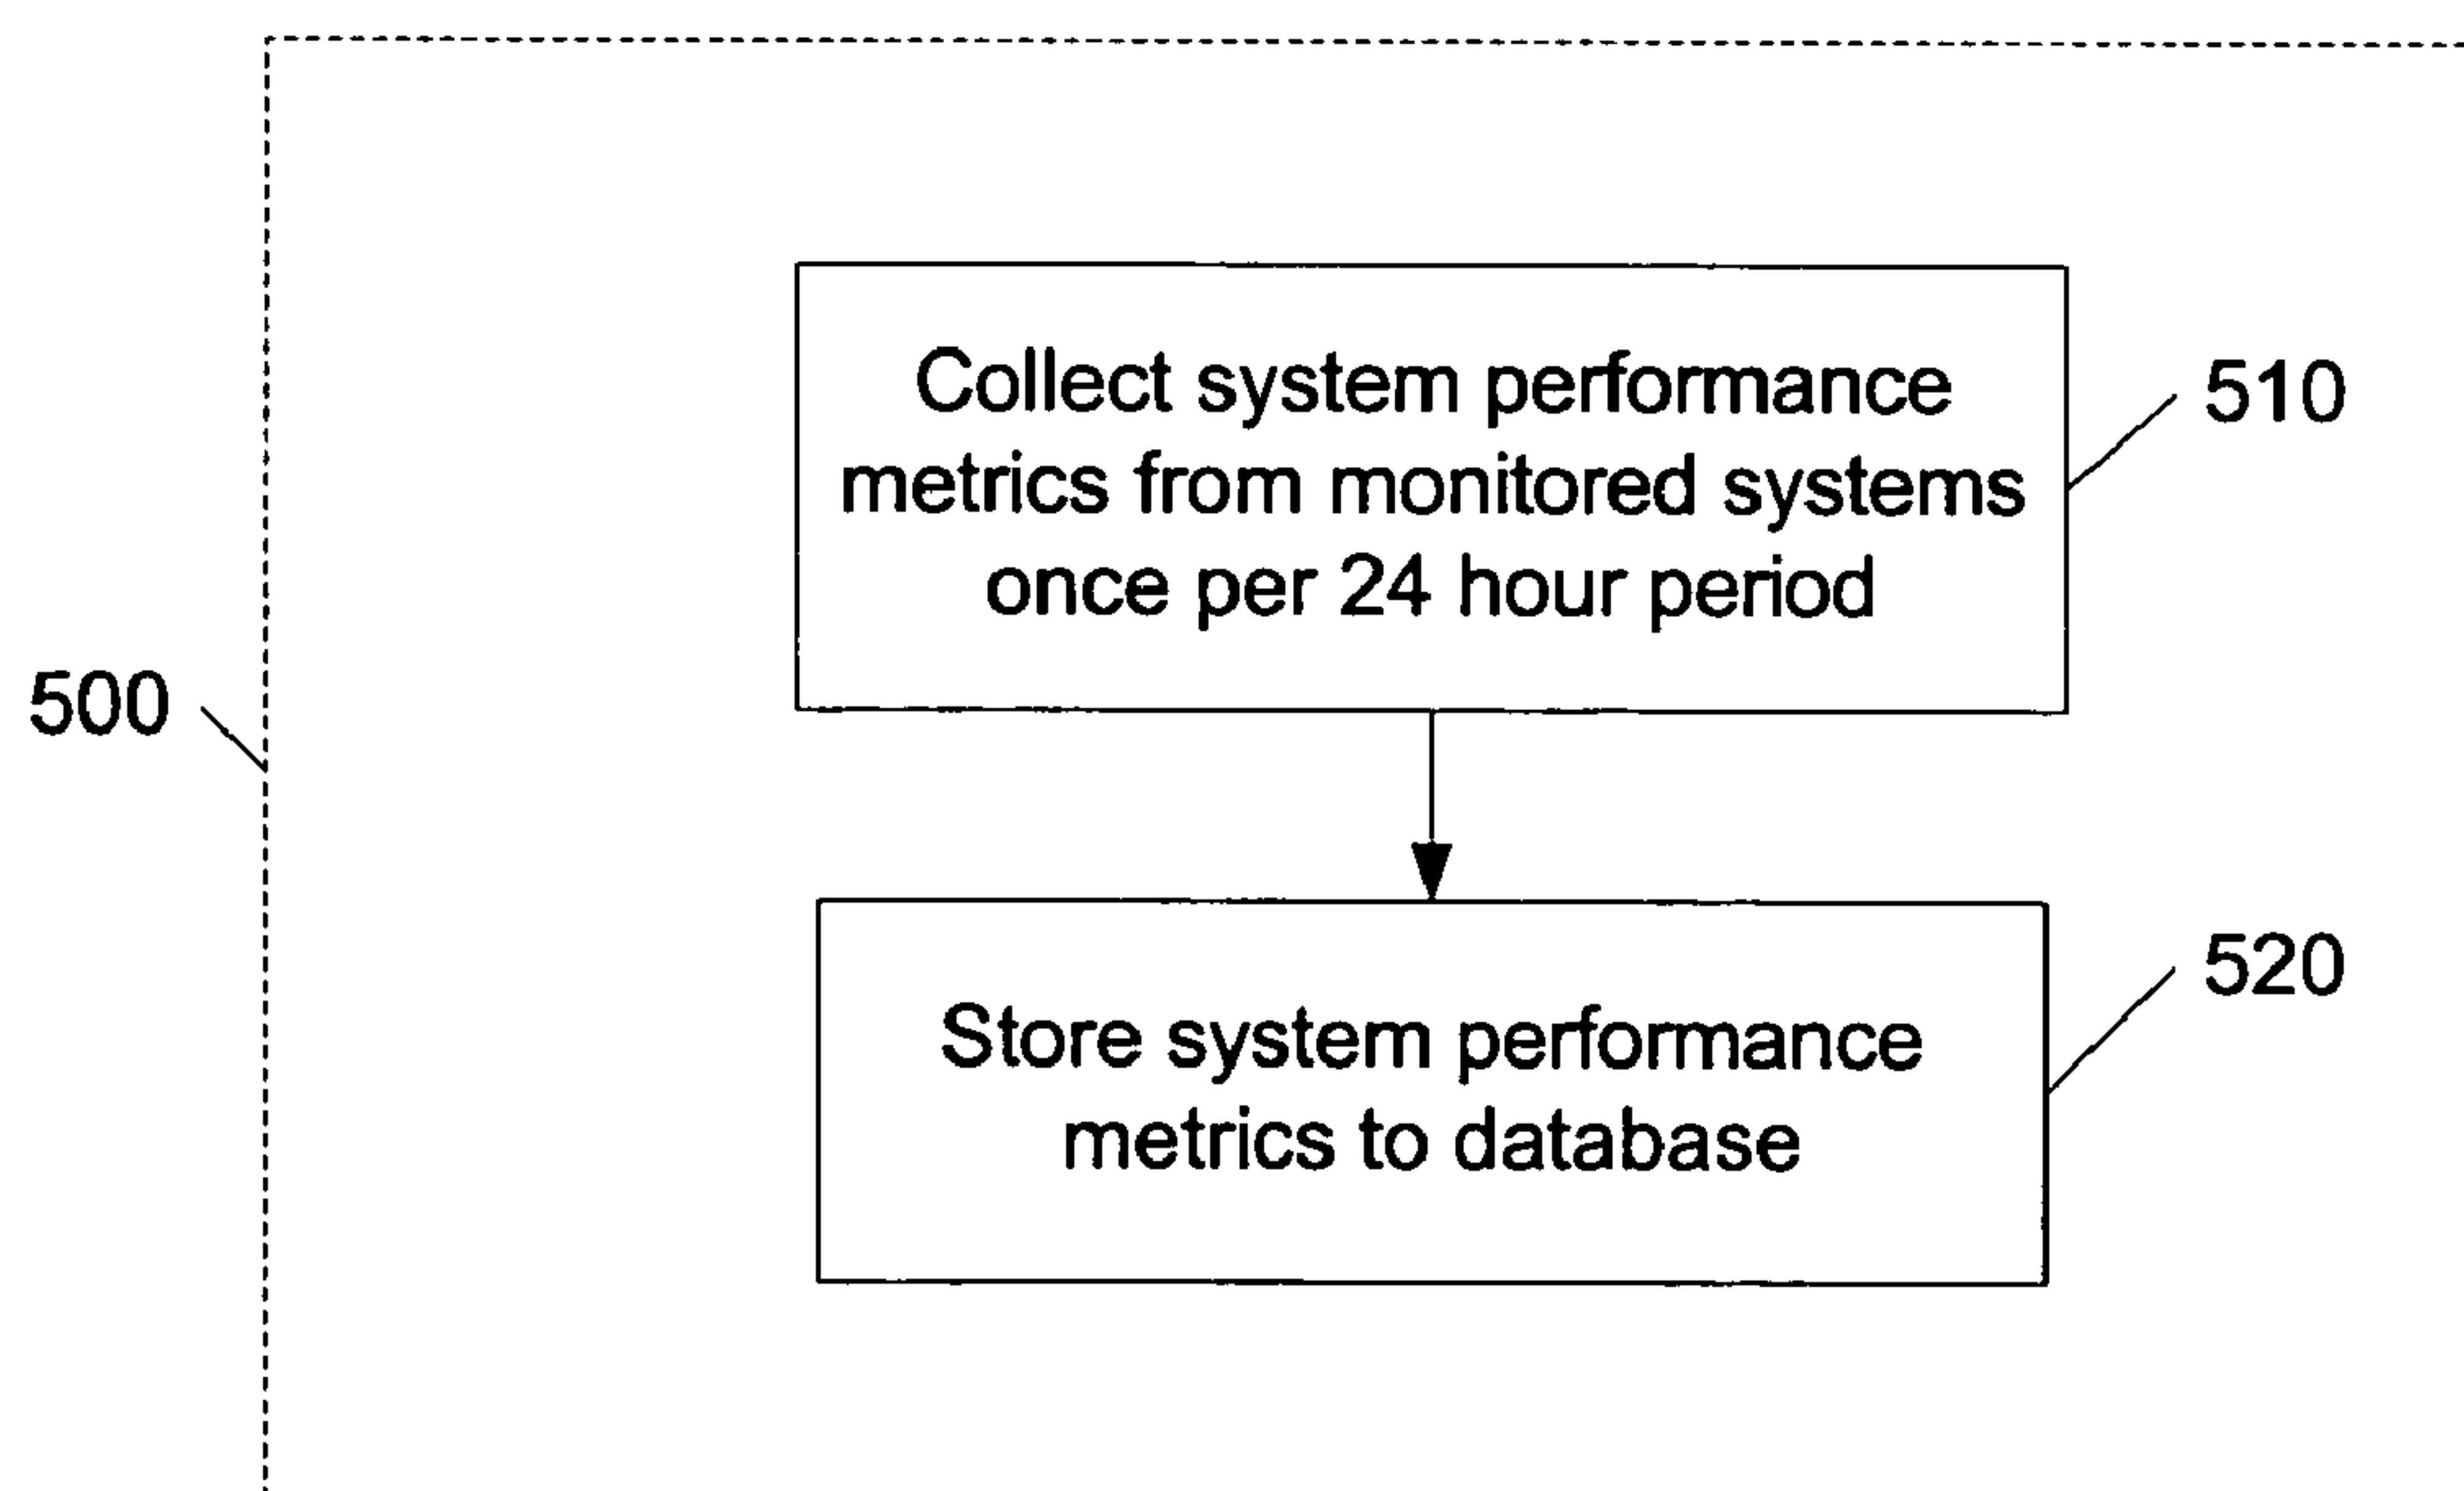 Collect system performance
metrics from monitored systems
once per 24 hour period
510
500
Store system performance
metrics to database
520